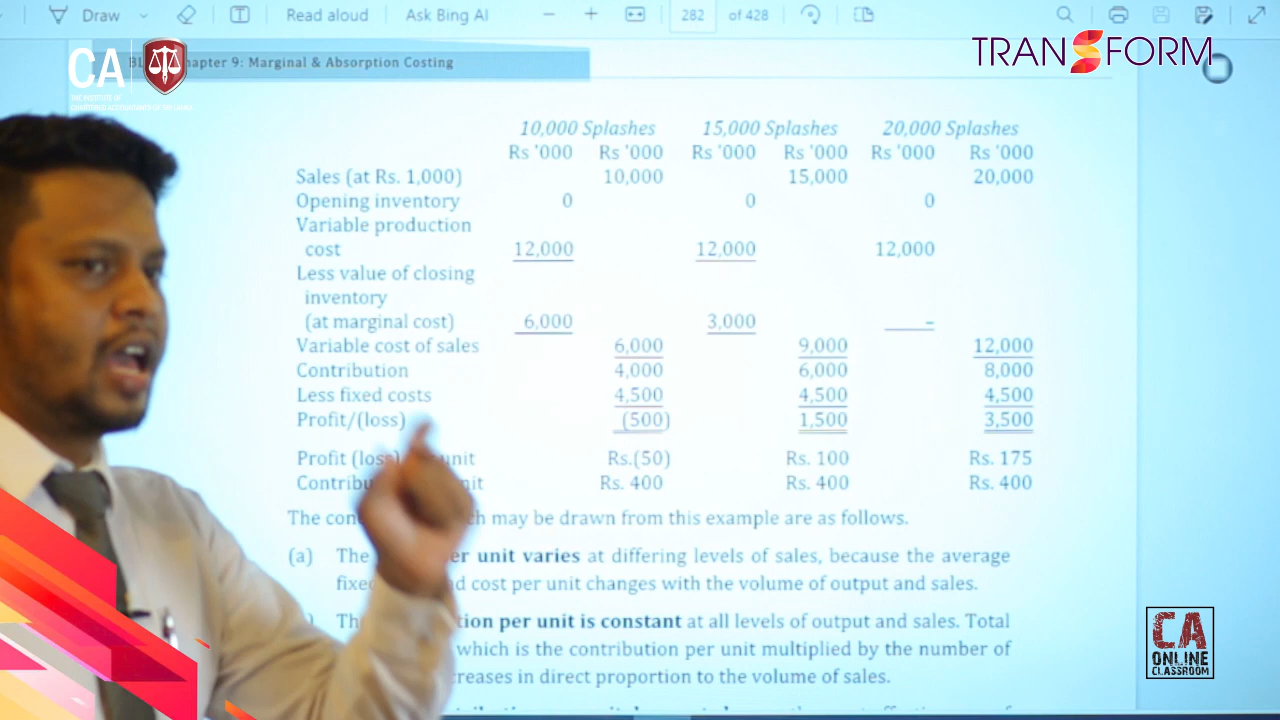 Draw Read aloud Ask Bing AI 282 of 428
CA
TRANSFORM
hapter 9: Marginal & Absorption Costing
10,000 Splashes 15,000 Splashes 20,000 Splashes
Rs '000 Rs '000 Rs '000 Rs '000 Rs '000 Rs '000
Sales (at Rs. 1,000) 10,000 15,000 20,000
Opening inventory 0 0 0
Variable production
cost 12,000 12,000 12,000
Less value of closing
inventory
(at marginal cost) 6,000 3,000 –
Variable cost of sales 6,000 9,000 12,000
Contribution 4,000 6,000 8,000
Less fixed costs 4,500 4,500 4,500
Profit/(loss) (500) 1,500 3,500
Profit (loss) unit Rs.(50) Rs. 100 Rs. 175
Contribu it Rs. 400 Rs. 400 Rs. 400
The con ch may be drawn from this example are as follows.
(a) The er unit varies at differing levels of sales, because the average
fixe d cost per unit changes with the volume of output and sales.
) Th tion per unit is constant at all levels of output and sales. Total
which is the contribution per unit multiplied by the number of
creases in direct proportion to the volume of sales.
CA
ONLINE
CLASSROOM